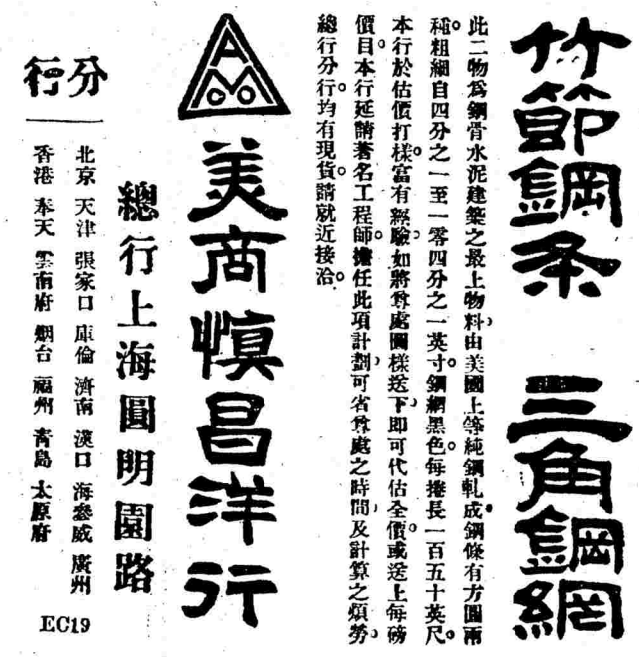 竹節鋼条 三角鋼網
此二物爲鋼骨水泥建築之最上物料，由美國上等純鋼軋成。鋼條有方圓兩
種。粗細自四分之一至一零四分之一英寸。鋼網黑色。每捲長一百五十英尺。
本行於估價打樣。富有經驗。如將尊處圖樣送下，即可代估全價。或送上每磅
價目。本行延請著名工程師。擔任此項計劃，可省尊處之時間，及計算之煩勞，
總行分行。均有現貨。請就近接洽。
AMCO
美商慎昌洋行
總行上海圓明園路
分行
北京 天津 張家口 庫倫 濟南 漢口 海參威 廣州
香港 奉天 雲南府 烟台 福州 青島 太原府
EC19